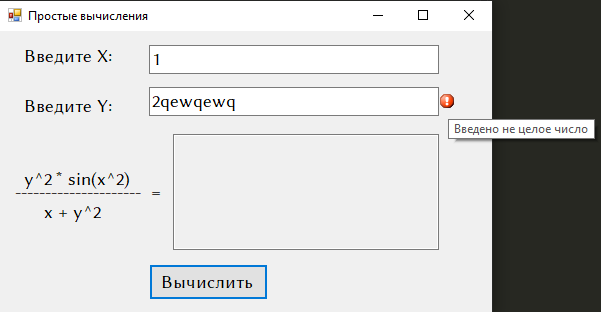 Простые вычисления
Введите X:
1
Введите Y:
2qewqewq
Введено не целое число
y^2 * sin(x^2)
---------------------
x + y^2
=
Вычислить